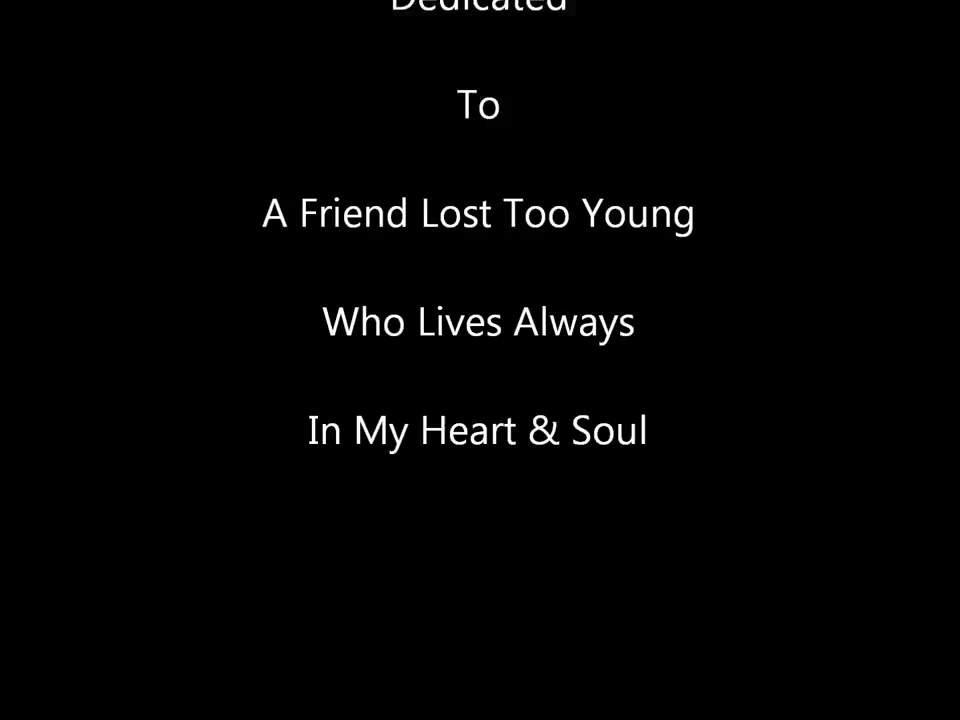 Dedicated
To
A Friend Lost Too Young
Who Lives Always
In My Heart & Soul